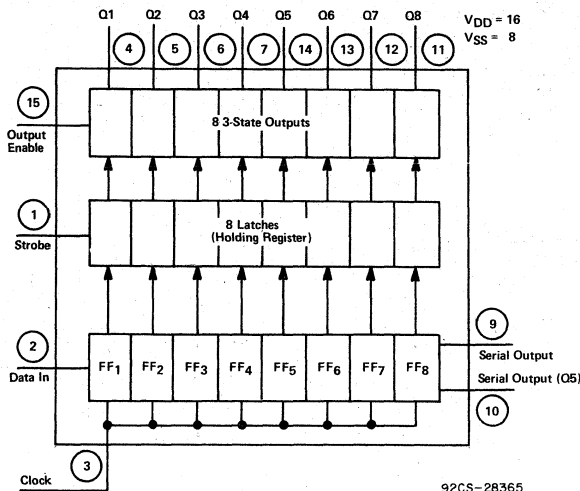 Q1 Q2 Q3 Q4 Q5 Q6 Q7 Q8
VDD = 16
VSS = 8
4 5 6 7 14 13 12 11
15
Output
Enable
8 3-State Outputs
1
Strobe
8 Latches
(Holding Register)
2
Data In
FF1 FF2 FF3 FF4 FF5 FF6 FF7 FF8
9
Serial Output
Serial Output (Q5)
10
3
Clock
92CS-28365